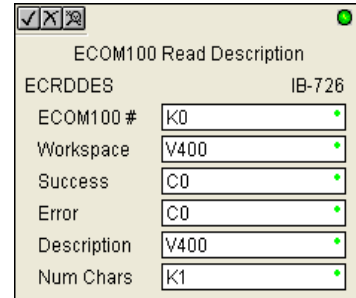 ECOM100 Read Description
ECRDDES IB-726
ECOM100 # K0
Workspace V400
Success C0
Error C0
Description V400
Num Chars K1